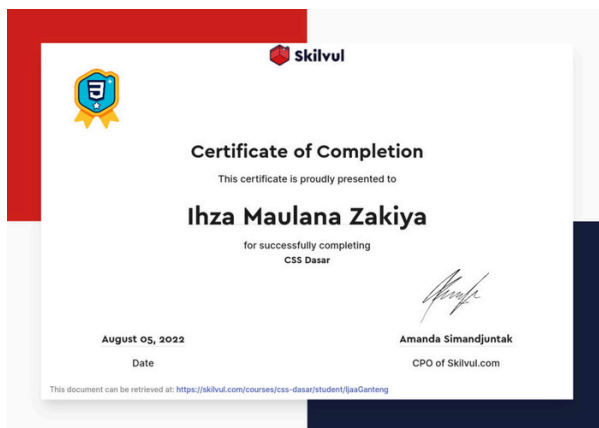 Skilvul
Certificate of Completion
This certificate is proudly presented to
Ihza Maulana Zakiya
for successfully completing
CSS Dasar
August 05, 2022
Amanda Simandjuntak
Date
CPO of Skilvul.com
This document can be retrieved at: https://skilvul.com/courses/css-dasar/student/IjaaGanteng